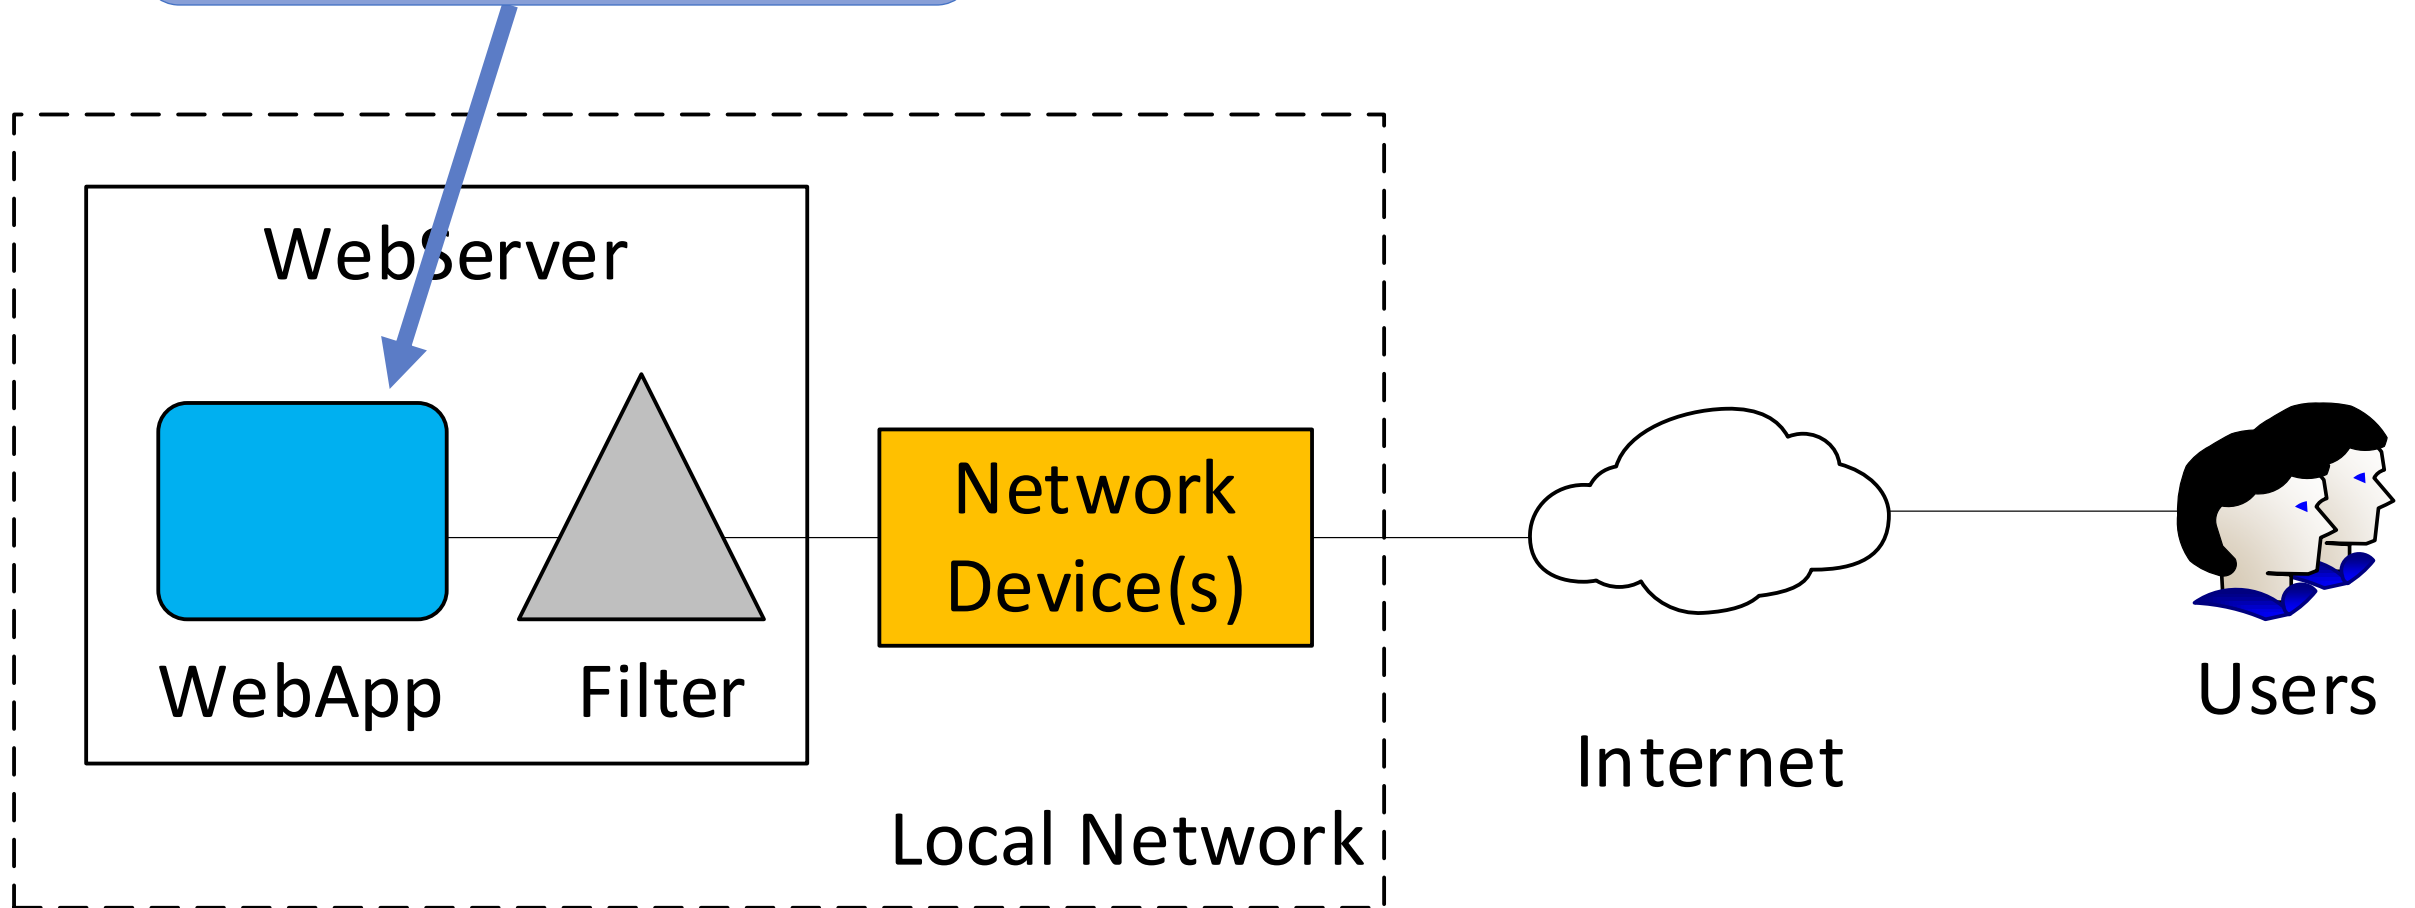 WebServer
Network
Device(s)
WebApp
Filter
Users
Internet
Local Network